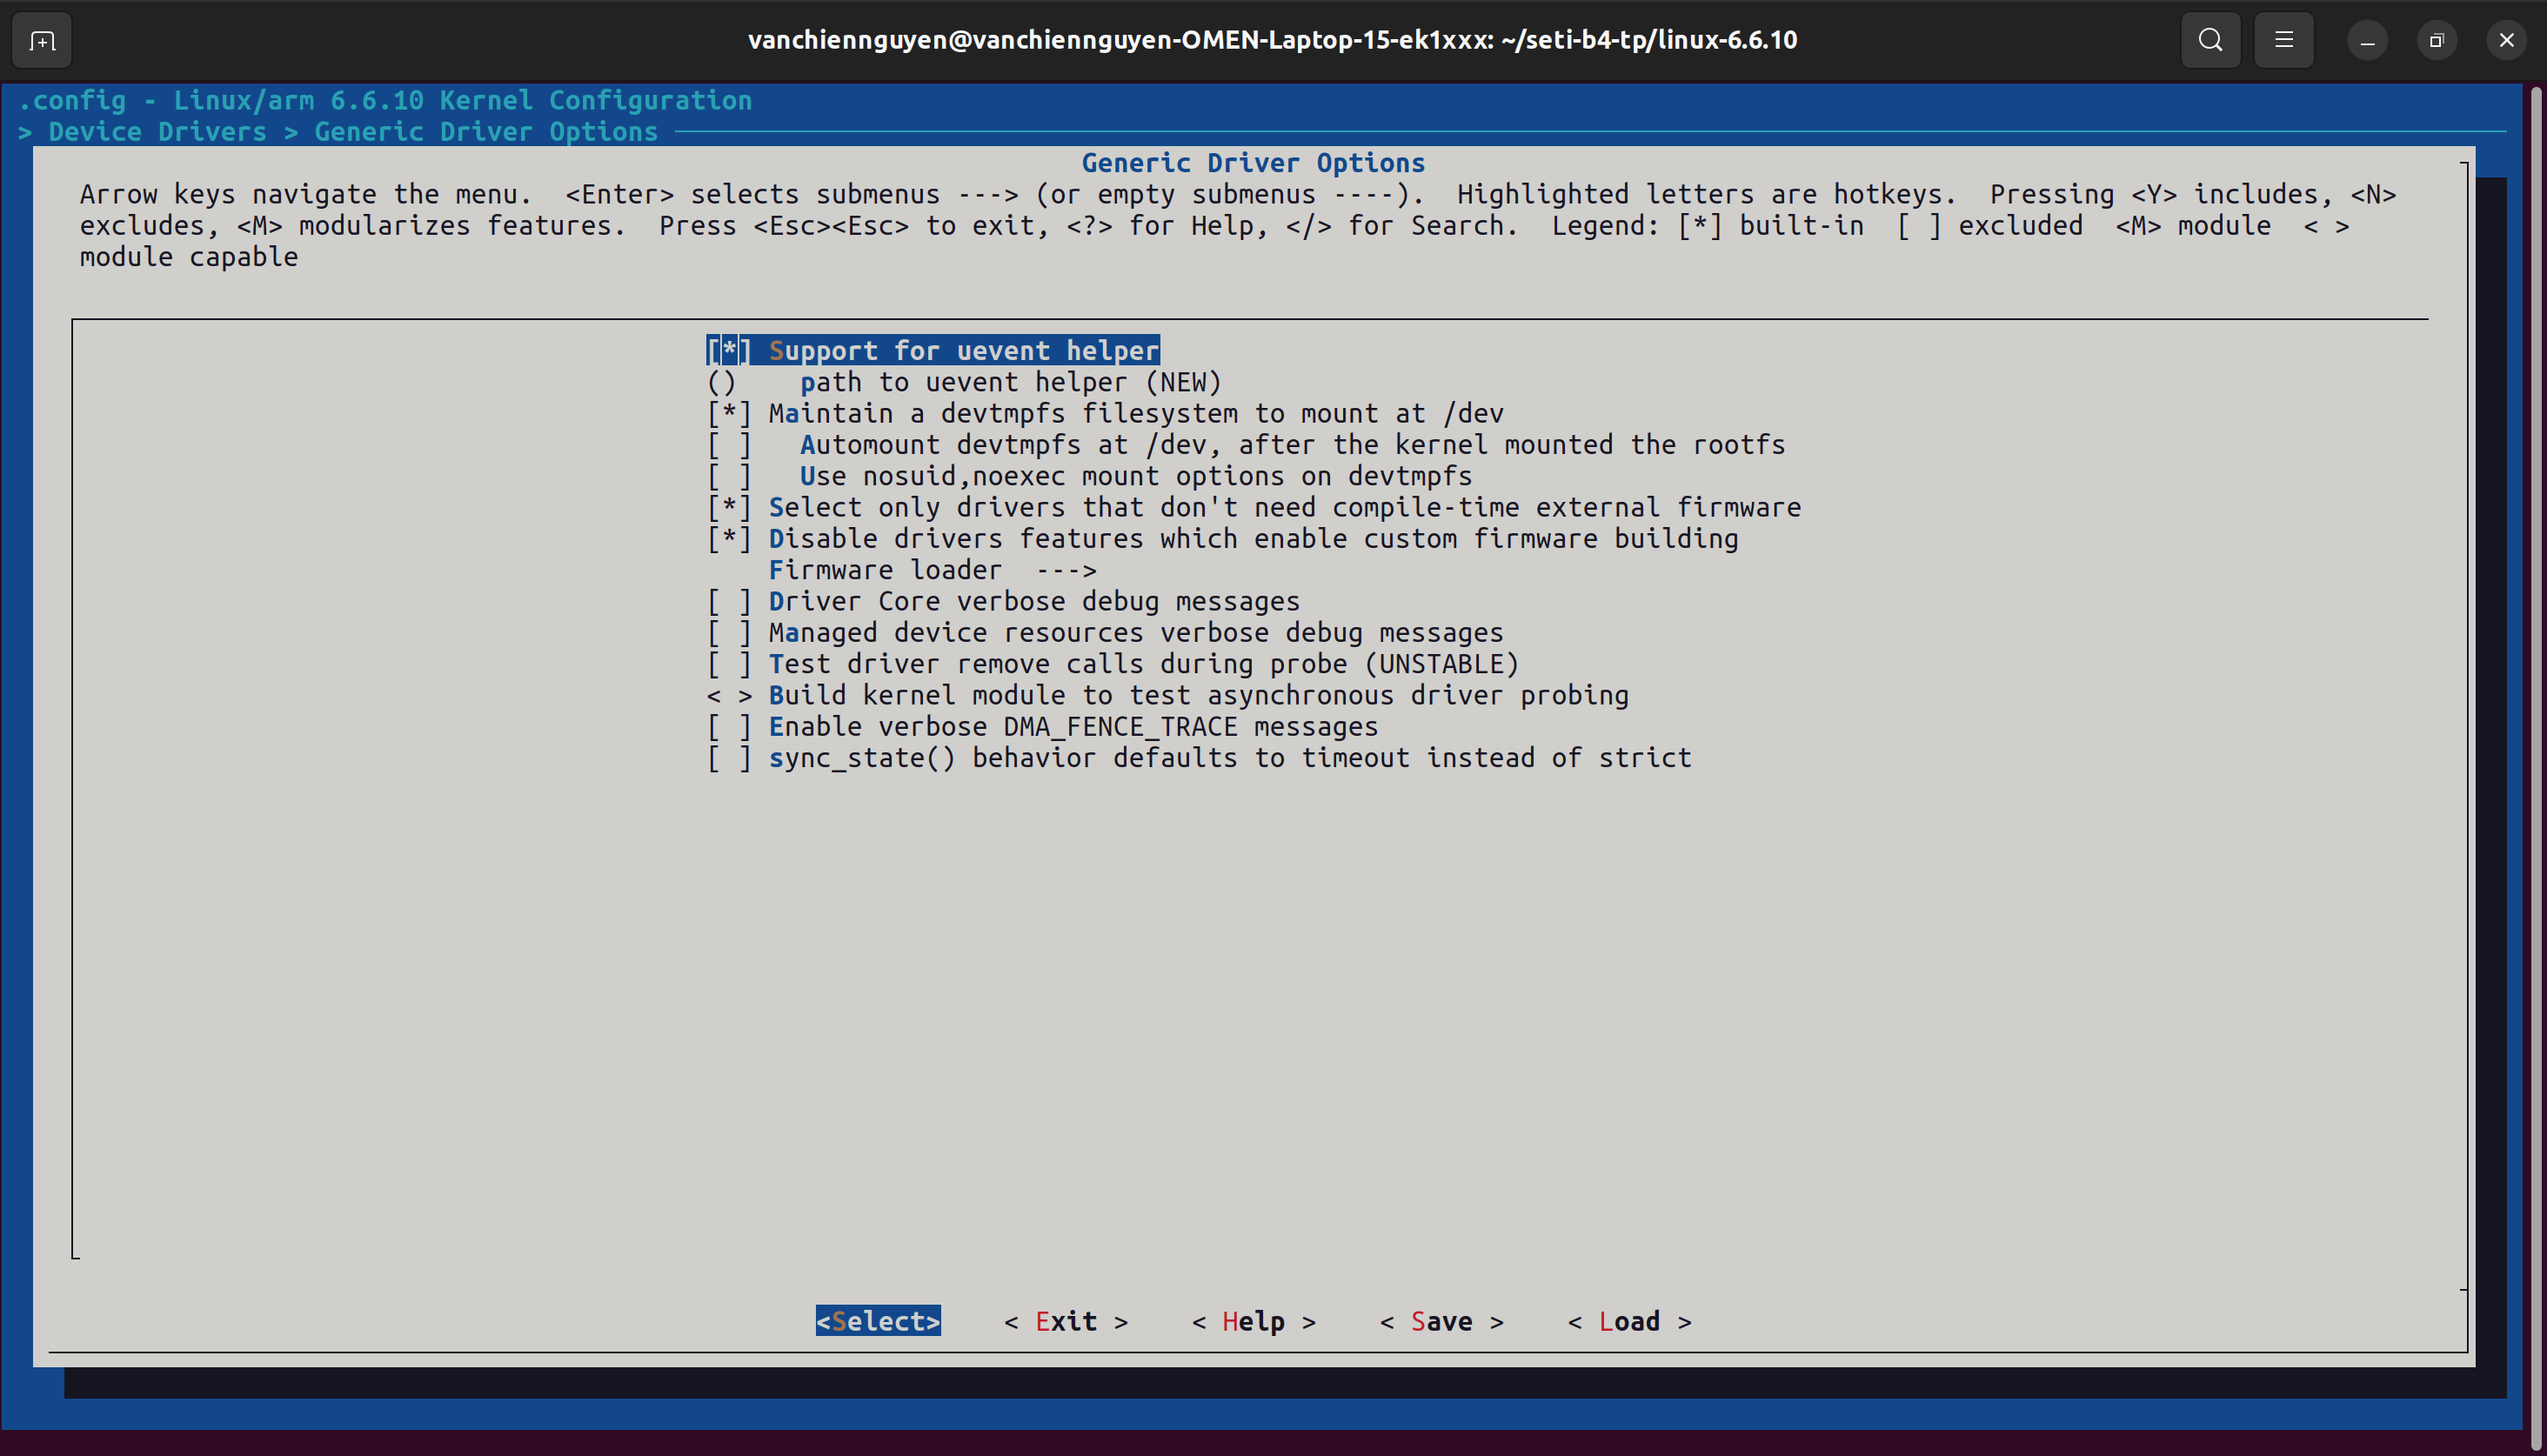 vanchiennguyen@vanchiennguyen-OMEN-Laptop-15-ek1xxx: ~/seti-b4-tp/linux-6.6.10
.config - Linux/arm 6.6.10 Kernel Configuration
> Device Drivers > Generic Driver Options
Generic Driver Options
Arrow keys navigate the menu.  <Enter> selects submenus ---> (or empty submenus ----).  Highlighted letters are hotkeys.  Pressing <Y> includes, <N>
excludes, <M> modularizes features.  Press <Esc><Esc> to exit, <?> for Help, </> for Search.  Legend: [*] built-in  [ ] excluded  <M> module  < >
module capable
[*] Support for uevent helper
()    path to uevent helper (NEW)
[*] Maintain a devtmpfs filesystem to mount at /dev
[ ]   Automount devtmpfs at /dev, after the kernel mounted the rootfs
[ ]   Use nosuid,noexec mount options on devtmpfs
[*] Select only drivers that don't need compile-time external firmware
[*] Disable drivers features which enable custom firmware building
Firmware loader  --->
[ ] Driver Core verbose debug messages
[ ] Managed device resources verbose debug messages
[ ] Test driver remove calls during probe (UNSTABLE)
< > Build kernel module to test asynchronous driver probing
[ ] Enable verbose DMA_FENCE_TRACE messages
[ ] sync_state() behavior defaults to timeout instead of strict
<Select>    < Exit >    < Help >    < Save >    < Load >